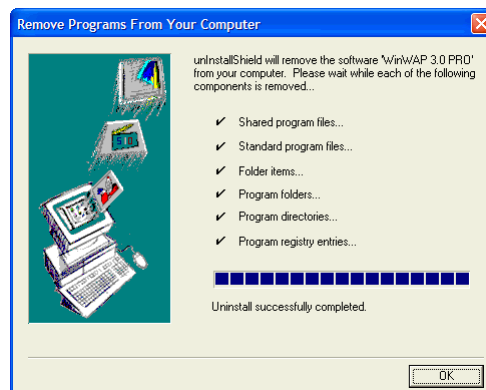 Remove Programs From Your Computer
unInstallShield will remove the software 'WinWAP 3.0 PRO'
from your computer. Please wait while each of the following
components is removed...
✔ Shared program files...
✔ Standard program files...
✔ Folder items...
✔ Program folders...
✔ Program directories...
✔ Program registry entries...
Uninstall successfully completed.
OK